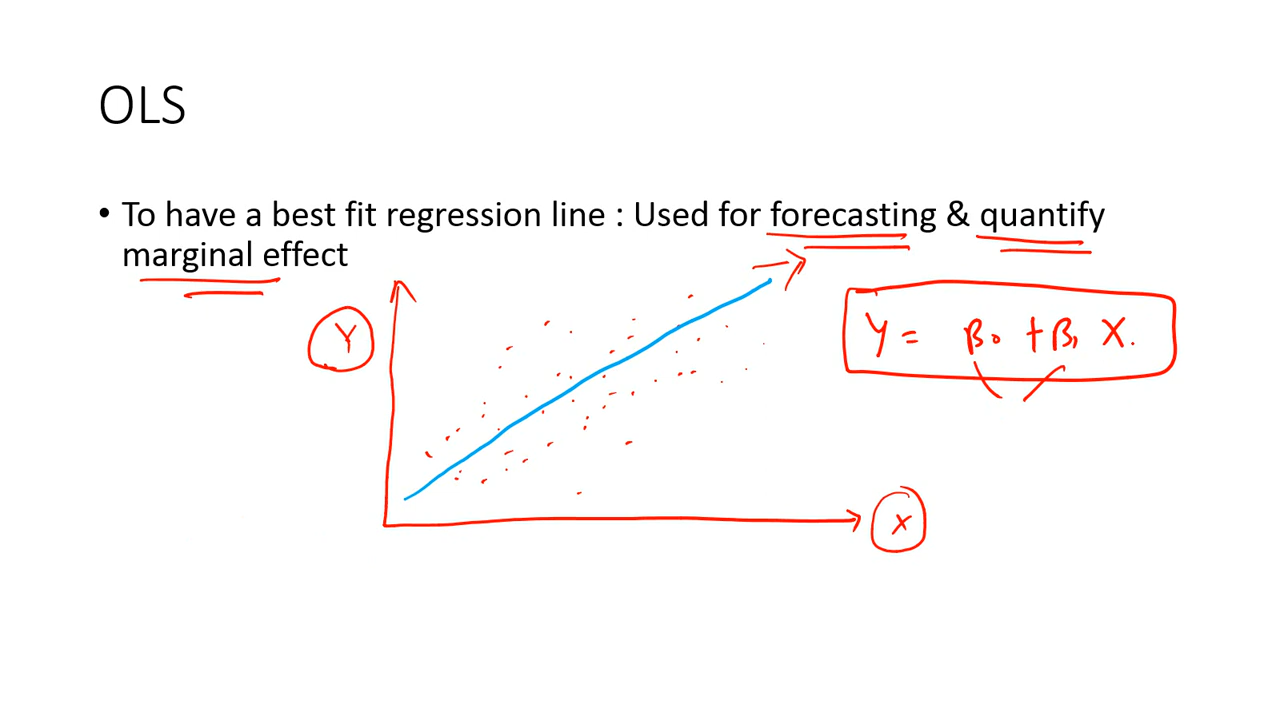 OLS
• To have a best fit regression line : Used for forecasting & quantify
marginal effect
Y
Y = β0 + β1 X.
X